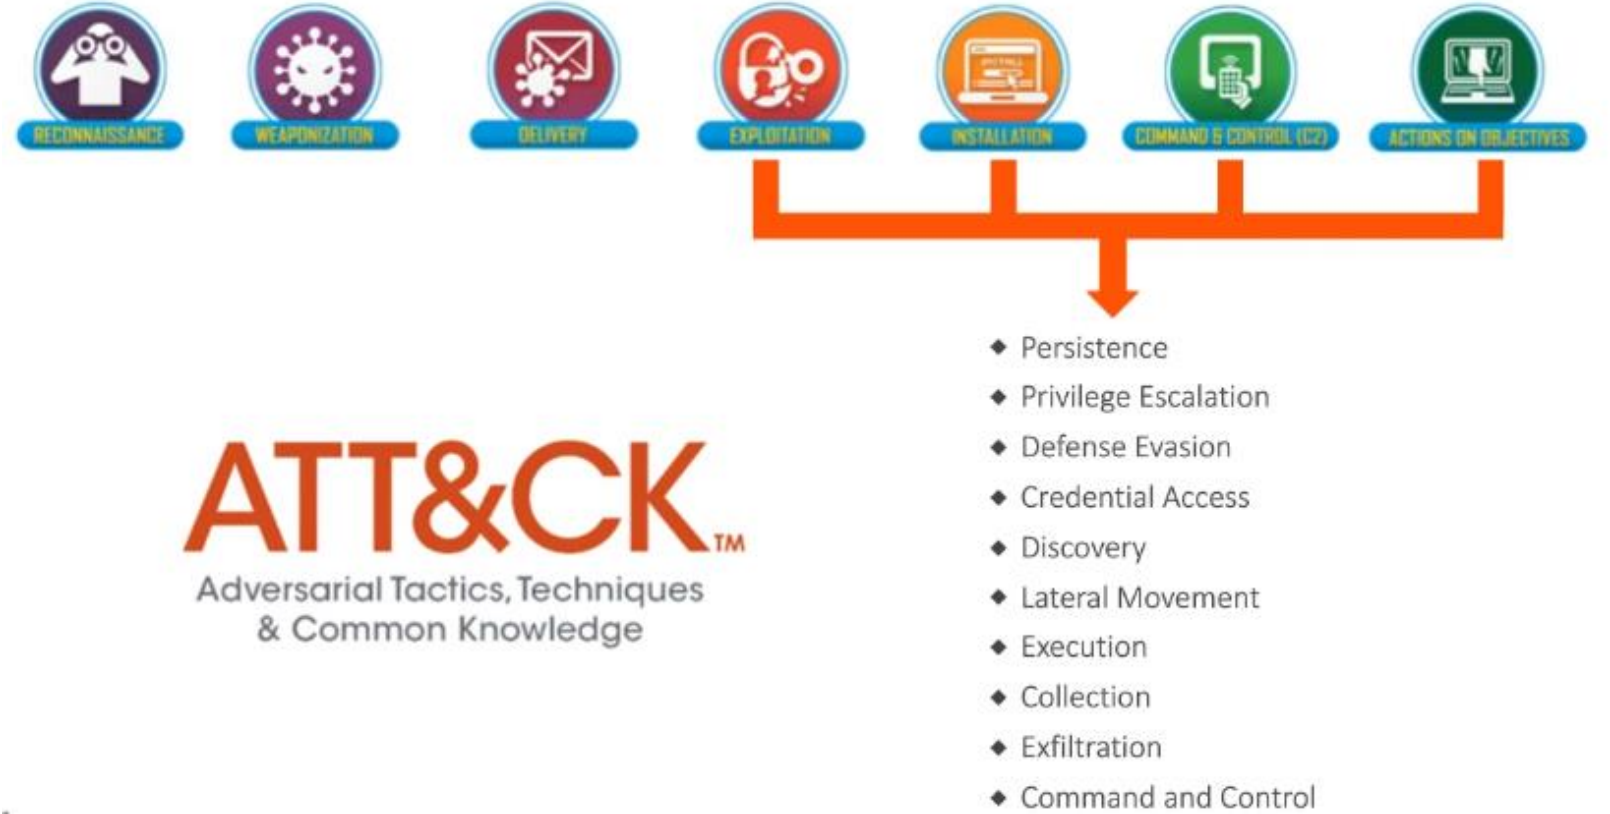 RECONNAISSANCE
WEAPONIZATION
DELIVERY
EXPLOITATION
INSTALLATION
COMMAND & CONTROL (C2)
ACTIONS ON OBJECTIVES
ATT&CK™
Adversarial Tactics, Techniques
& Common Knowledge
Persistence
Privilege Escalation
Defense Evasion
Credential Access
Discovery
Lateral Movement
Execution
Collection
Exfiltration
Command and Control